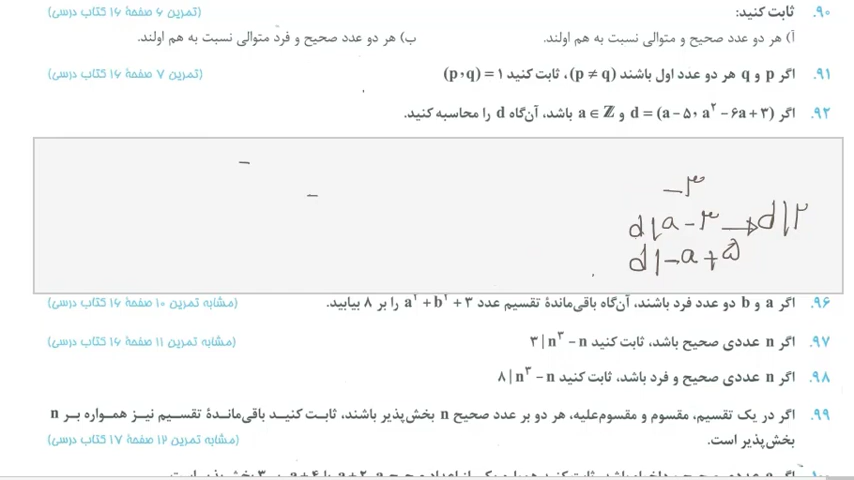 ۹۰. ثابت کنید: (تمرین ۶ صفحهٔ ۱۶ کتاب درسی)
آ) هر دو عدد صحیح و متوالی نسبت به هم اولند. ب) هر دو عدد صحیح و فرد متوالی نسبت به هم اولند.
۹۱. اگر p و q هر دو عدد اول باشند (p ≠ q)، ثابت کنید (p,q) = ۱ (تمرین ۷ صفحهٔ ۱۶ کتاب درسی)
۹۲. اگر d = (a − ۵, a² − ۶a + ۳) و a ∈ ℤ باشد، آن‌گاه d را محاسبه کنید.
−۳
d|a − ۳ → d|۲
d|−a + ۵
۹۶. اگر a و b دو عدد فرد باشند، آن‌گاه باقی‌ماندهٔ تقسیم عدد a² + b² + ۳ را بر ۸ بیابید. (مشابه تمرین ۱۰ صفحهٔ ۱۶ کتاب درسی)
۹۷. اگر n عددی صحیح باشد، ثابت کنید ۳ | n³ − n (مشابه تمرین ۱۱ صفحهٔ ۱۶ کتاب درسی)
۹۸. اگر n عددی صحیح و فرد باشد، ثابت کنید ۸ | n³ − n
۹۹. اگر در یک تقسیم، مقسوم و مقسوم‌علیه، هر دو بر عدد صحیح n بخش‌پذیر باشند، ثابت کنید باقی‌ماندهٔ تقسیم نیز همواره بر n
بخش‌پذیر است. (مشابه تمرین ۱۲ صفحهٔ ۱۷ کتاب درسی)